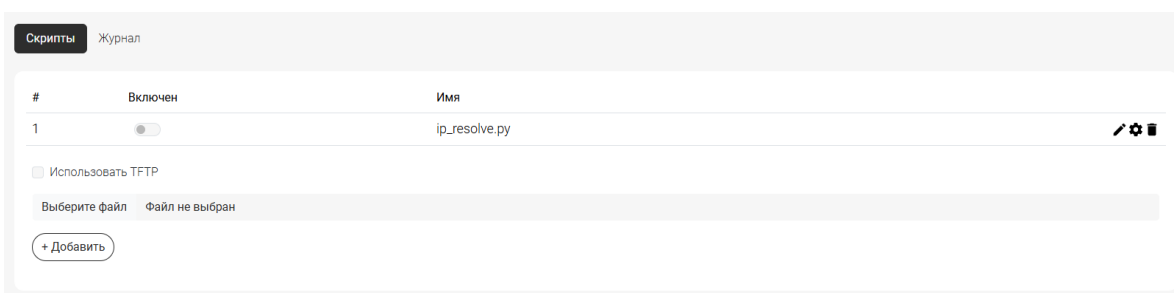 Скрипты Журнал
# Включен Имя
1 ip_resolve.py
Использовать TFTP
Выберите файл Файл не выбран
+ Добавить